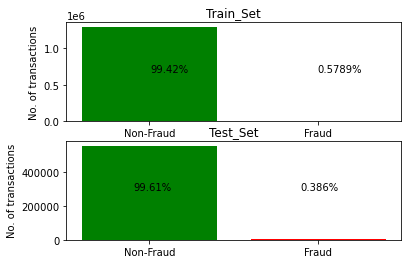 Train_Set
1e6
No. of transactions
1.0
0.5
0.0
99.42%
0.5789%
Non-Fraud
Fraud
Test_Set
No. of transactions
400000
200000
0
99.61%
0.386%
Non-Fraud
Fraud